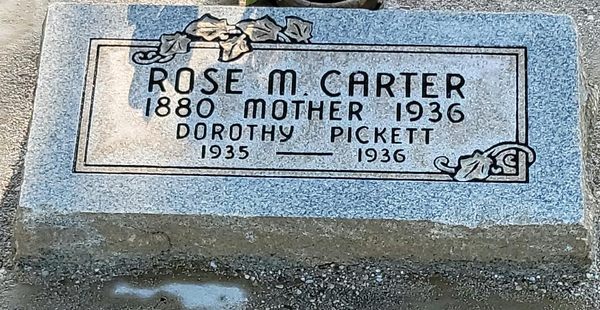 ROSE M. CARTER
1880 MOTHER 1936
DOROTHY PICKETT
1935 — 1936